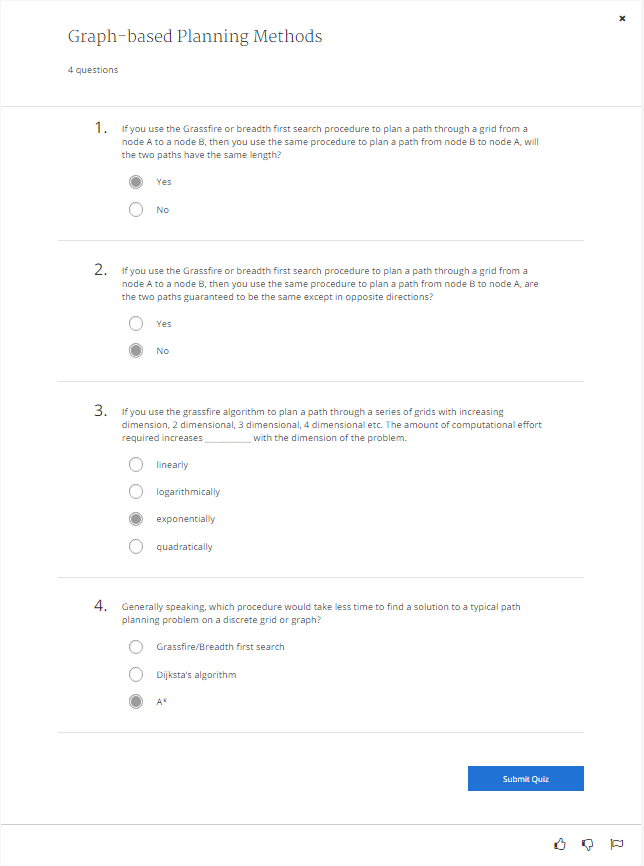 ×
Graph-based Planning Methods
4 questions
1. If you use the Grassfire or breadth first search procedure to plan a path through a grid from a
node A to a node B, then you use the same procedure to plan a path from node B to node A, will
the two paths have the same length?
Yes
No
2. If you use the Grassfire or breadth first search procedure to plan a path through a grid from a
node A to a node B, then you use the same procedure to plan a path from node B to node A, are
the two paths guaranteed to be the same except in opposite directions?
Yes
No
3. If you use the grassfire algorithm to plan a path through a series of grids with increasing
dimension, 2 dimensional, 3 dimensional, 4 dimensional etc. The amount of computational effort
required increases __________ with the dimension of the problem.
linearly
logarithmically
exponentially
quadratically
4. Generally speaking, which procedure would take less time to find a solution to a typical path
planning problem on a discrete grid or graph?
Grassfire/Breadth first search
Dijksta's algorithm
A*
Submit Quiz